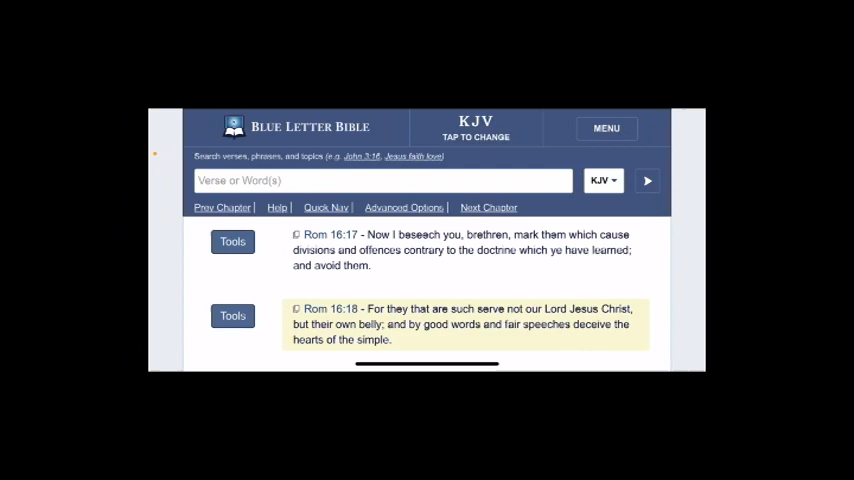 BLUE LETTER BIBLE
KJV
TAP TO CHANGE
MENU
Search verses, phrases, and topics (e.g. John 3:16, Jesus faith love)
Verse or Word(s)
KJV
Prev Chapter | Help | Quick Nav | Advanced Options | Next Chapter
Tools
Rom 16:17 - Now I beseech you, brethren, mark them which cause
divisions and offences contrary to the doctrine which ye have learned;
and avoid them.
Tools
Rom 16:18 - For they that are such serve not our Lord Jesus Christ,
but their own belly; and by good words and fair speeches deceive the
hearts of the simple.